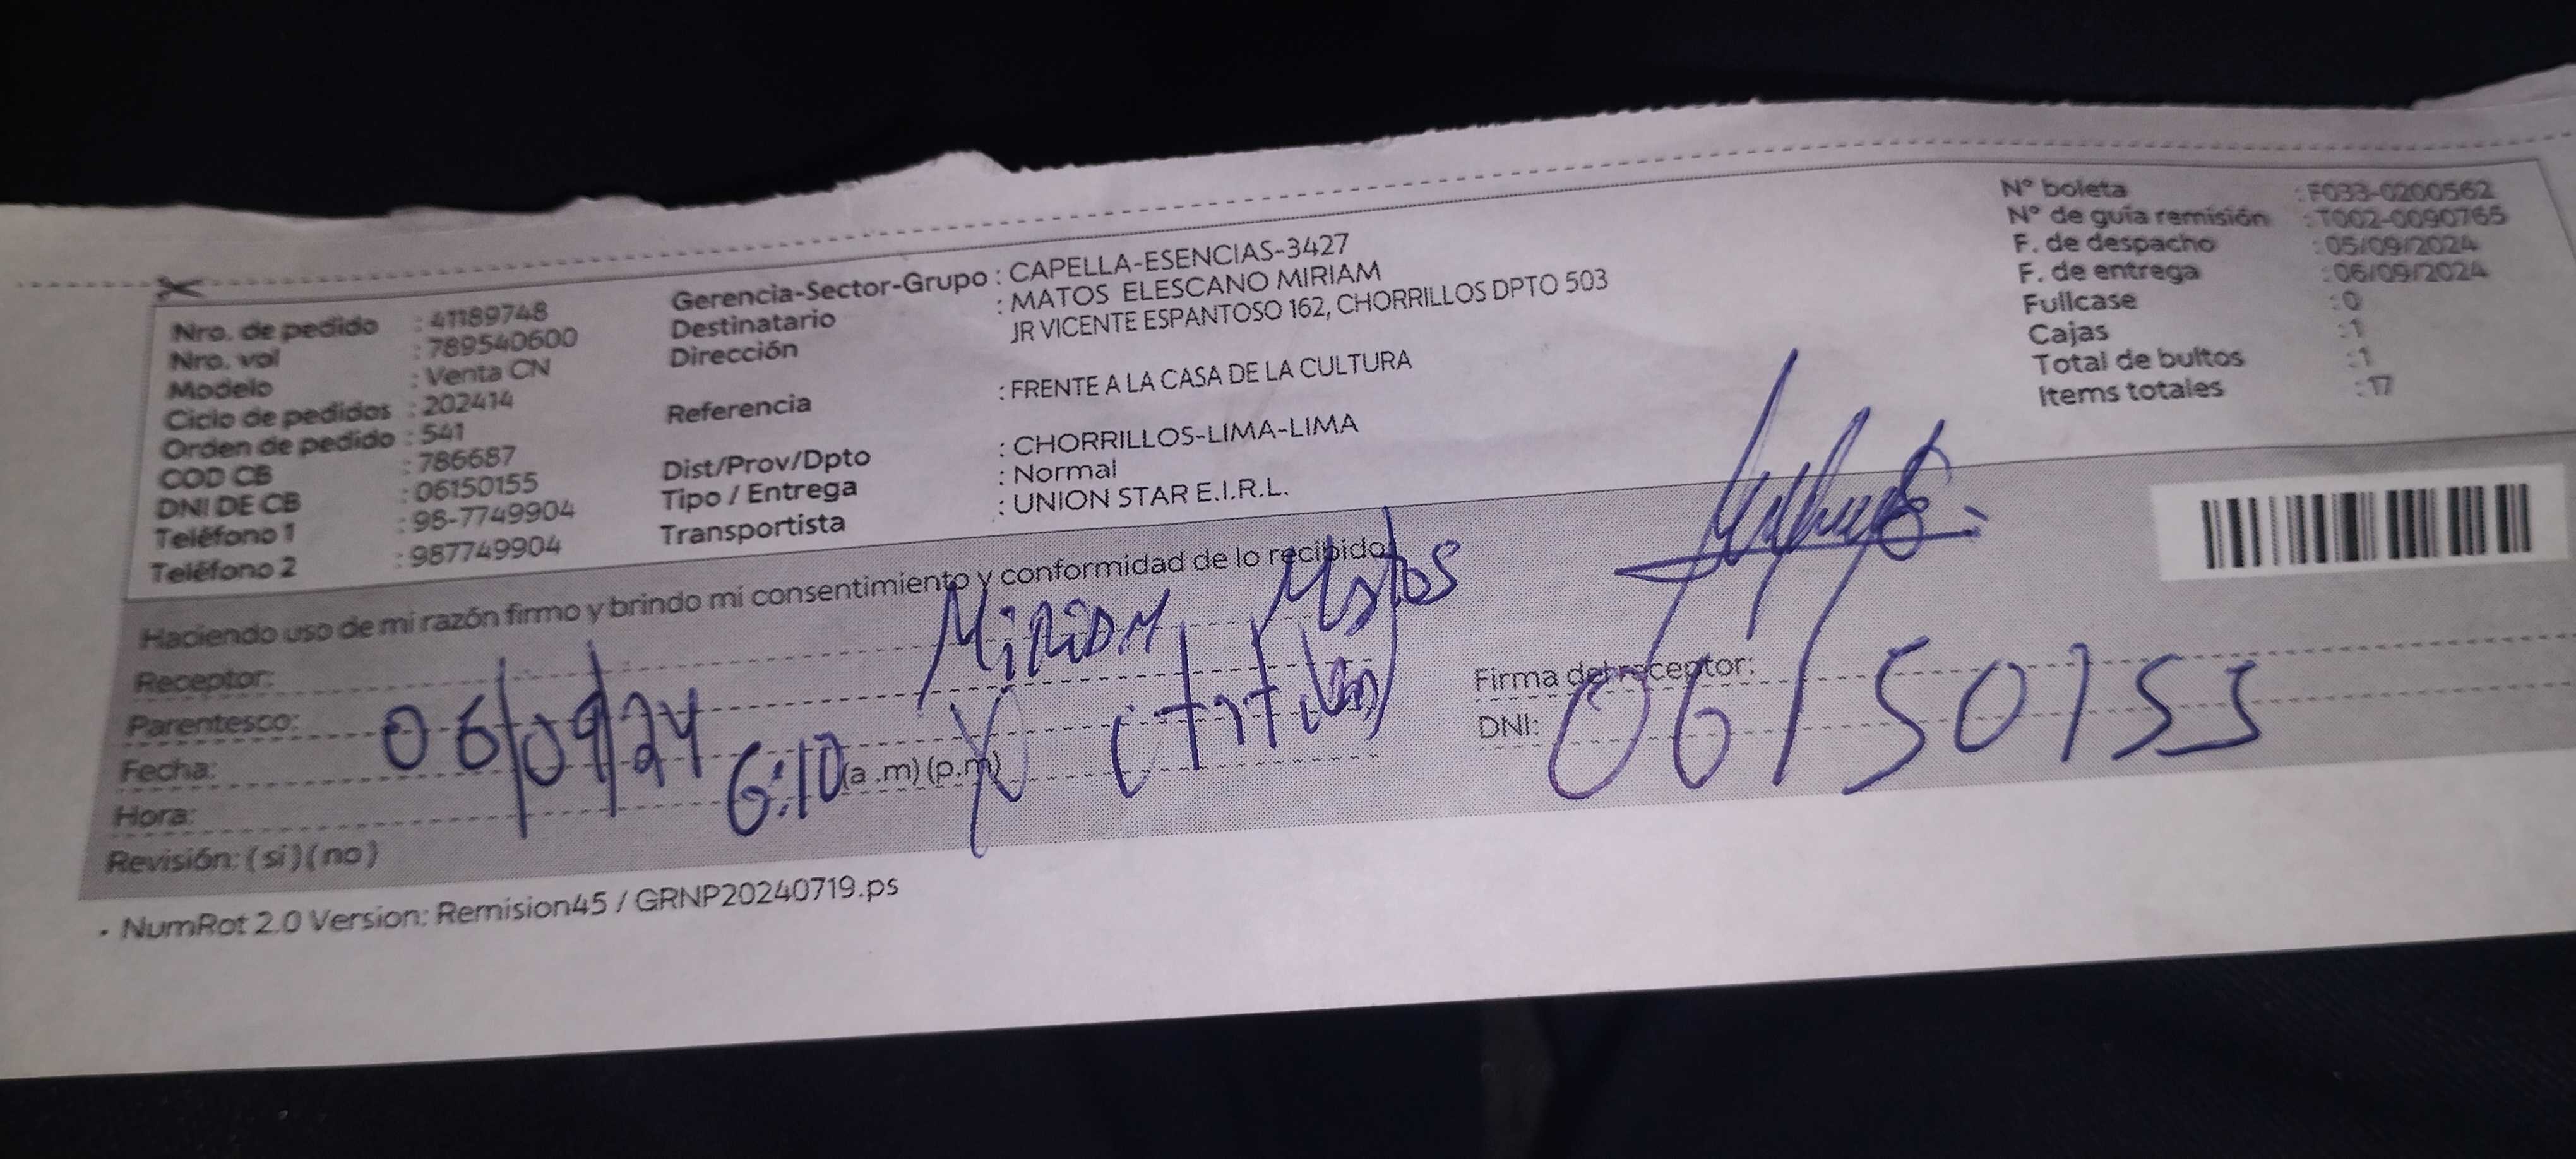 Nro. de pedido : 41189748
Nro. vol : 789540600
Modelo : Venta CN
Ciclo de pedidos : 202414
Orden de pedido : 541
COD CB : 786687
DNI DE CB : 06150155
Teléfono 1 : 98-7749904
Teléfono 2 : 987749904
Gerencia-Sector-Grupo : CAPELLA-ESENCIAS-3427
Destinatario : MATOS ELESCANO MIRIAM
Dirección JR VICENTE ESPANTOSO 162, CHORRILLOS DPTO 503
Referencia : FRENTE A LA CASA DE LA CULTURA
Dist/Prov/Dpto : CHORRILLOS-LIMA-LIMA
Tipo / Entrega : Normal
Transportista : UNION STAR E.I.R.L.
N° boleta : F033-0200562
N° de guía remisión : T002-0090765
F. de despacho : 05/09/2024
F. de entrega : 06/09/2024
Fullcase : 0
Cajas : 1
Total de bultos : 1
Items totales : 17
Haciendo uso de mi razón firmo y brindo mi consentimiento y conformidad de lo recibido
Receptor: Miriam Matos
Parentesco: (titular)
Fecha: 06/09/24
Hora: 6:10 (a .m) (p.m)
Revisión: ( si ) ( no )
Firma del receptor:
DNI: 06150155
• NumRot 2.0 Version: Remision45 / GRNP20240719.ps